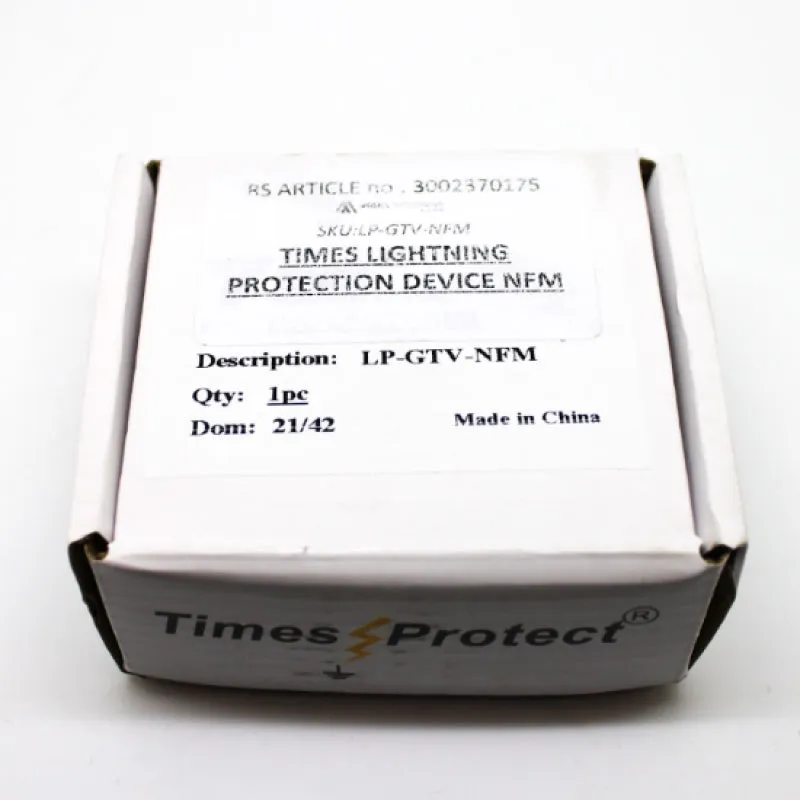 RS ARTICLE no . 3002370175
SKU:LP-GTV-NFM
TIMES LIGHTNING
PROTECTION DEVICE NFM
Description: LP-GTV-NFM
Qty: 1pc
Dom: 21/42 Made in China
Times Protect®